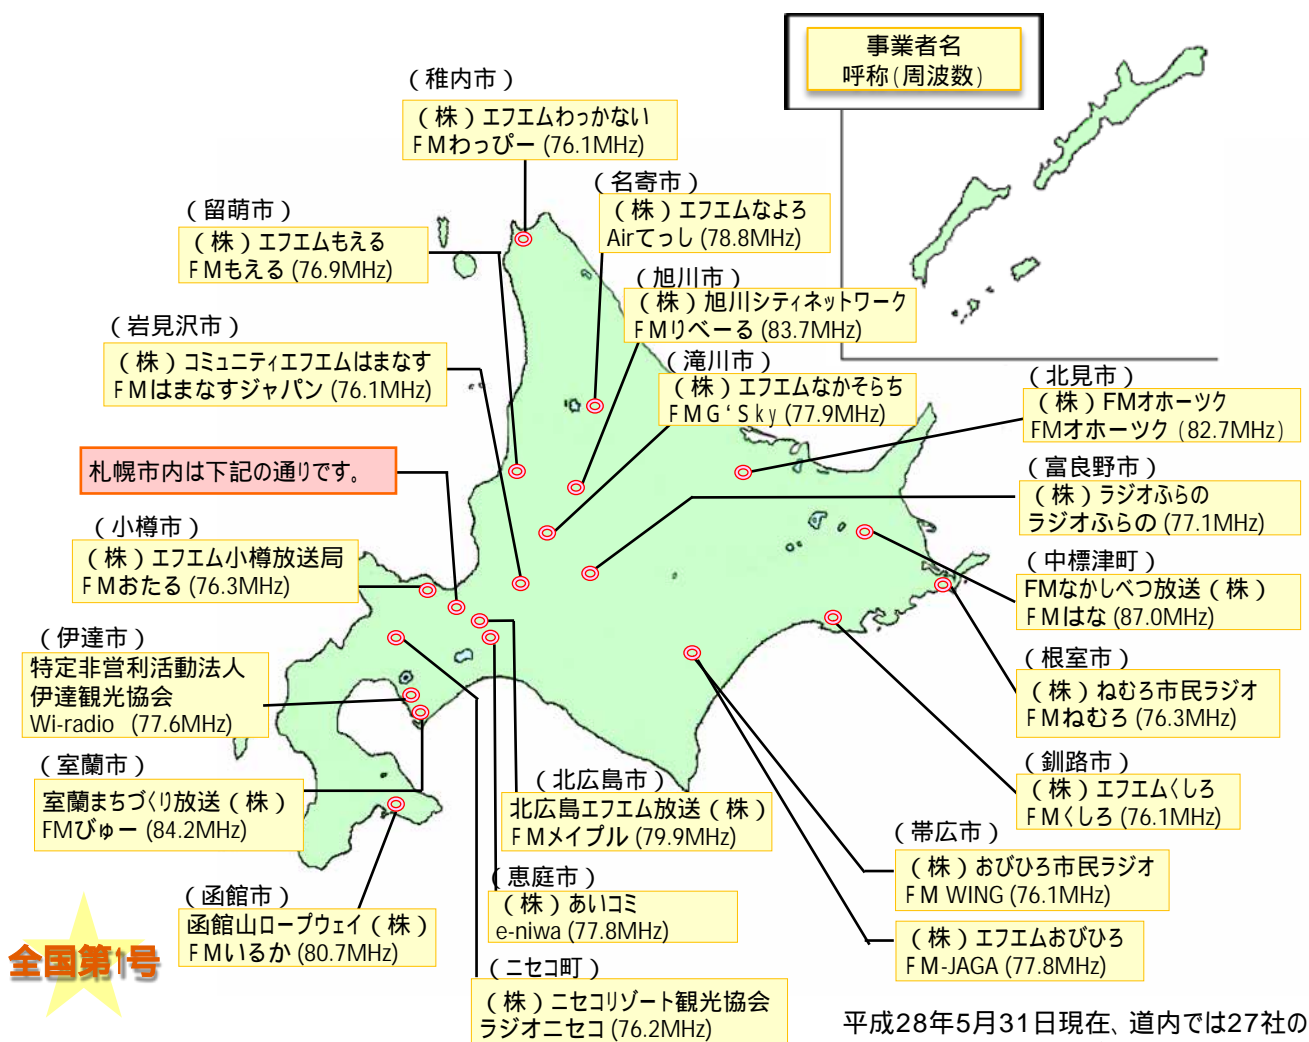 事業者名
呼称(周波数)
(稚内市)
(株)エフエムわっかない
FMわっぴー (76.1MHz)
(名寄市)
(株)エフエムなよろ
Airてっし (78.8MHz)
(留萌市)
(株)エフエムもえる
FMもえる (76.9MHz)
(旭川市)
(株)旭川シティネットワーク
FMりべーる (83.7MHz)
(岩見沢市)
(株)コミュニティエフエムはまなす
FMはまなすジャパン (76.1MHz)
(滝川市)
(株)エフエムなかそらち
FMG‘Sky (77.9MHz)
(北見市)
(株)FMオホーツク
FMオホーツク (82.7MHz)
札幌市内は下記の通りです。
(富良野市)
(株)ラジオふらの
ラジオふらの (77.1MHz)
(小樽市)
(株)エフエム小樽放送局
FMおたる (76.3MHz)
(中標津町)
FMなかしべつ放送(株)
FMはな (87.0MHz)
(伊達市)
特定非営利活動法人
伊達観光協会
Wi-radio (77.6MHz)
(根室市)
(株)ねむろ市民ラジオ
FMねむろ (76.3MHz)
(室蘭市)
室蘭まちづくり放送(株)
FMびゅー (84.2MHz)
(北広島市)
北広島エフエム放送(株)
FMメイプル (79.9MHz)
(釧路市)
(株)エフエムくしろ
FMくしろ (76.1MHz)
(帯広市)
(株)おびひろ市民ラジオ
FM WING (76.1MHz)
(恵庭市)
(株)あいコミ
e-niwa (77.8MHz)
(函館市)
函館山ロープウェイ(株)
FMいるか (80.7MHz)
全国第1号
(株)エフエムおびひろ
FM-JAGA (77.8MHz)
(ニセコ町)
(株)ニセコリゾート観光協会
ラジオニセコ (76.2MHz)
平成28年5月31日現在、道内では27社の